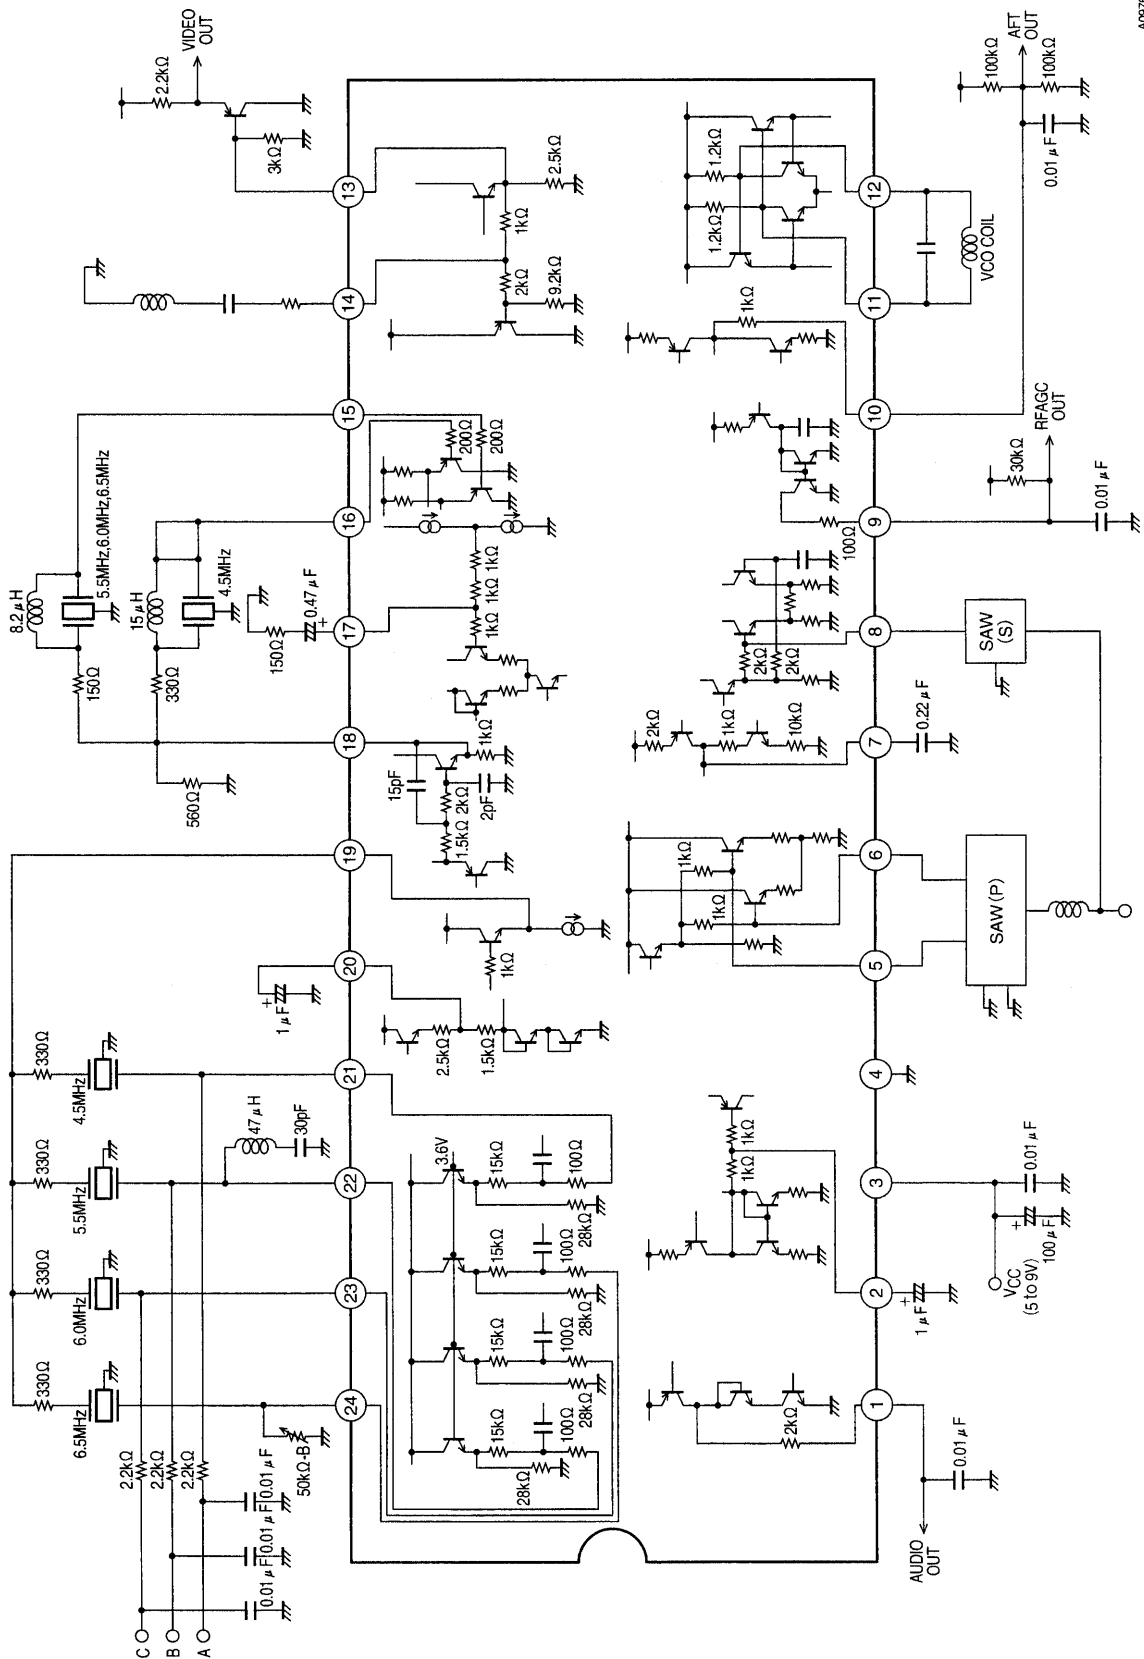 A0976
VIDEO
OUT
2.2kΩ
3kΩ
13
14
8.2μH
5.5MHz,6.0MHz,6.5MHz
150Ω
15μH
4.5MHz
330Ω
150Ω
0.47μF
+
560Ω
15
16
17
18
19
20
+
1μF
330Ω
4.5MHz
330Ω
5.5MHz
330Ω
6.0MHz
330Ω
6.5MHz
47μH
30pF
21
22
23
24
50kΩ-B
2.2kΩ
2.2kΩ
2.2kΩ
0.01μF
0.01μF
0.01μF
C
B
A
2.5kΩ
1kΩ
2kΩ
9.2kΩ
200Ω
200Ω
1kΩ
1kΩ
1kΩ
1kΩ
15pF
2kΩ
2pF
1.5kΩ
1kΩ
2.5kΩ
1.5kΩ
3.6V
15kΩ
100Ω
28kΩ
15kΩ
100Ω
28kΩ
15kΩ
100Ω
28kΩ
15kΩ
100Ω
28kΩ
1.2kΩ
1.2kΩ
1kΩ
100Ω
2kΩ
2kΩ
2kΩ
1kΩ
10kΩ
1kΩ
1kΩ
1kΩ
1kΩ
2kΩ
12
11
10
9
8
7
6
5
4
3
2
1
AFT
OUT
100kΩ
100kΩ
0.01μF
VCO COIL
RFAGC
OUT
30kΩ
0.01μF
SAW
(S)
0.22μF
SAW(P)
0.01μF
+
100μF
VCC
(5 to 9V)
+
1μF
0.01μF
AUDIO
OUT